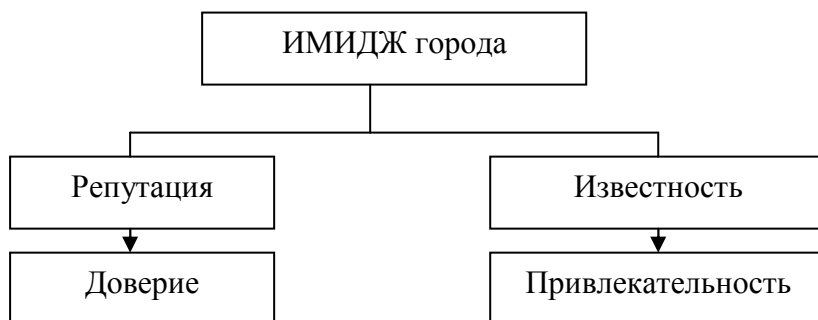 ИМИДЖ города
Репутация
Известность
Доверие
Привлекательность